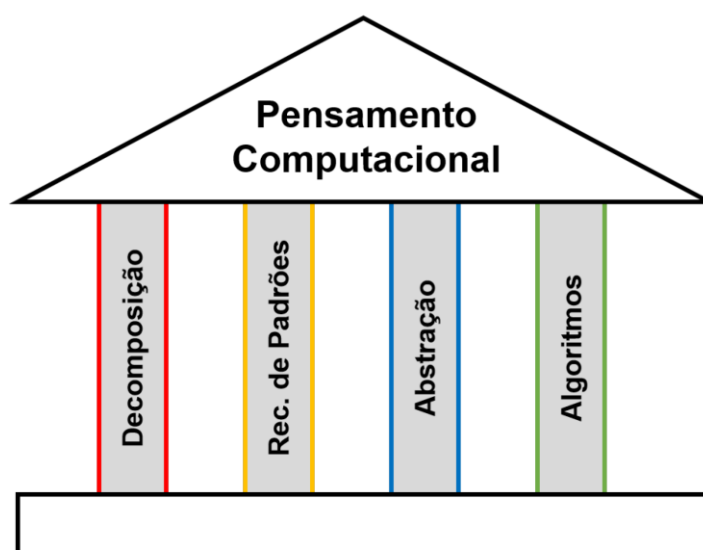 Pensamento
Computacional
Decomposição
Rec. de Padrões
Abstração
Algoritmos